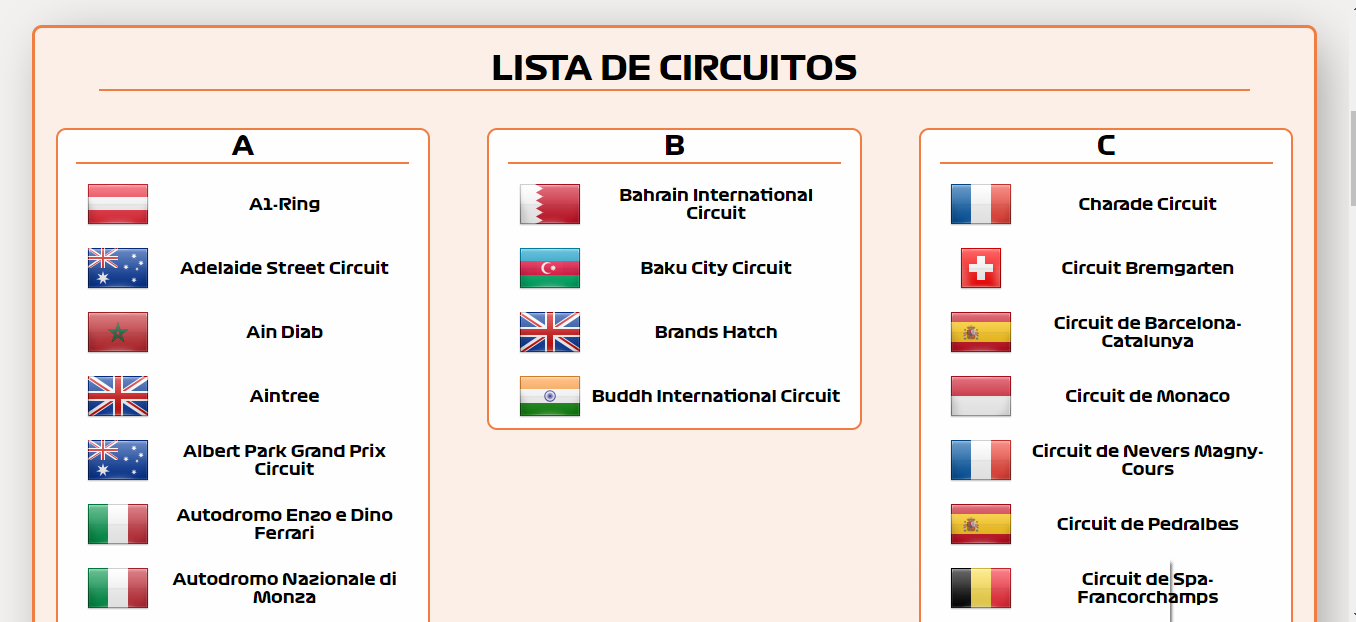 LISTA DE CIRCUITOS
A
A1-Ring
Adelaide Street Circuit
Ain Diab
Aintree
Albert Park Grand Prix
Circuit
Autodromo Enzo e Dino
Ferrari
Autodromo Nazionale di
Monza
B
Bahrain International
Circuit
Baku City Circuit
Brands Hatch
Buddh International Circuit
C
Charade Circuit
Circuit Bremgarten
Circuit de Barcelona-
Catalunya
Circuit de Monaco
Circuit de Nevers Magny-
Cours
Circuit de Pedralbes
Circuit de Spa-
Francorchamps